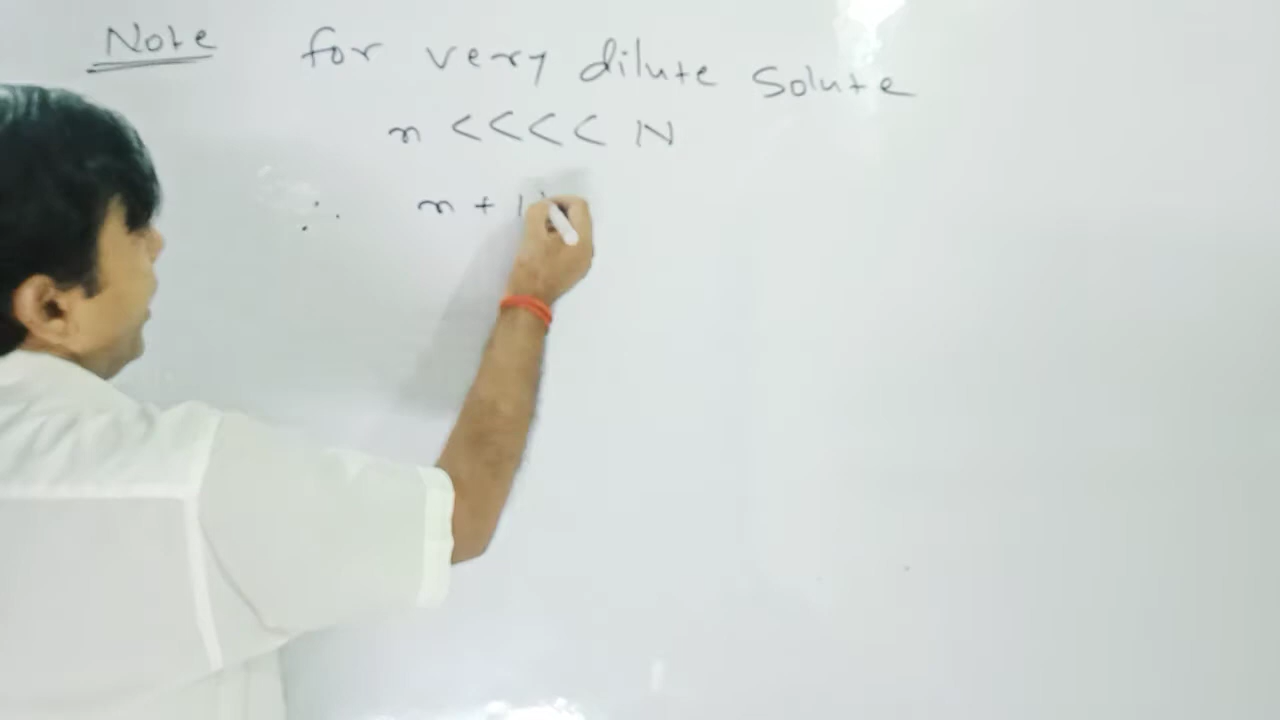 Note for very dilute Solute
n <<<< N
∴ n +